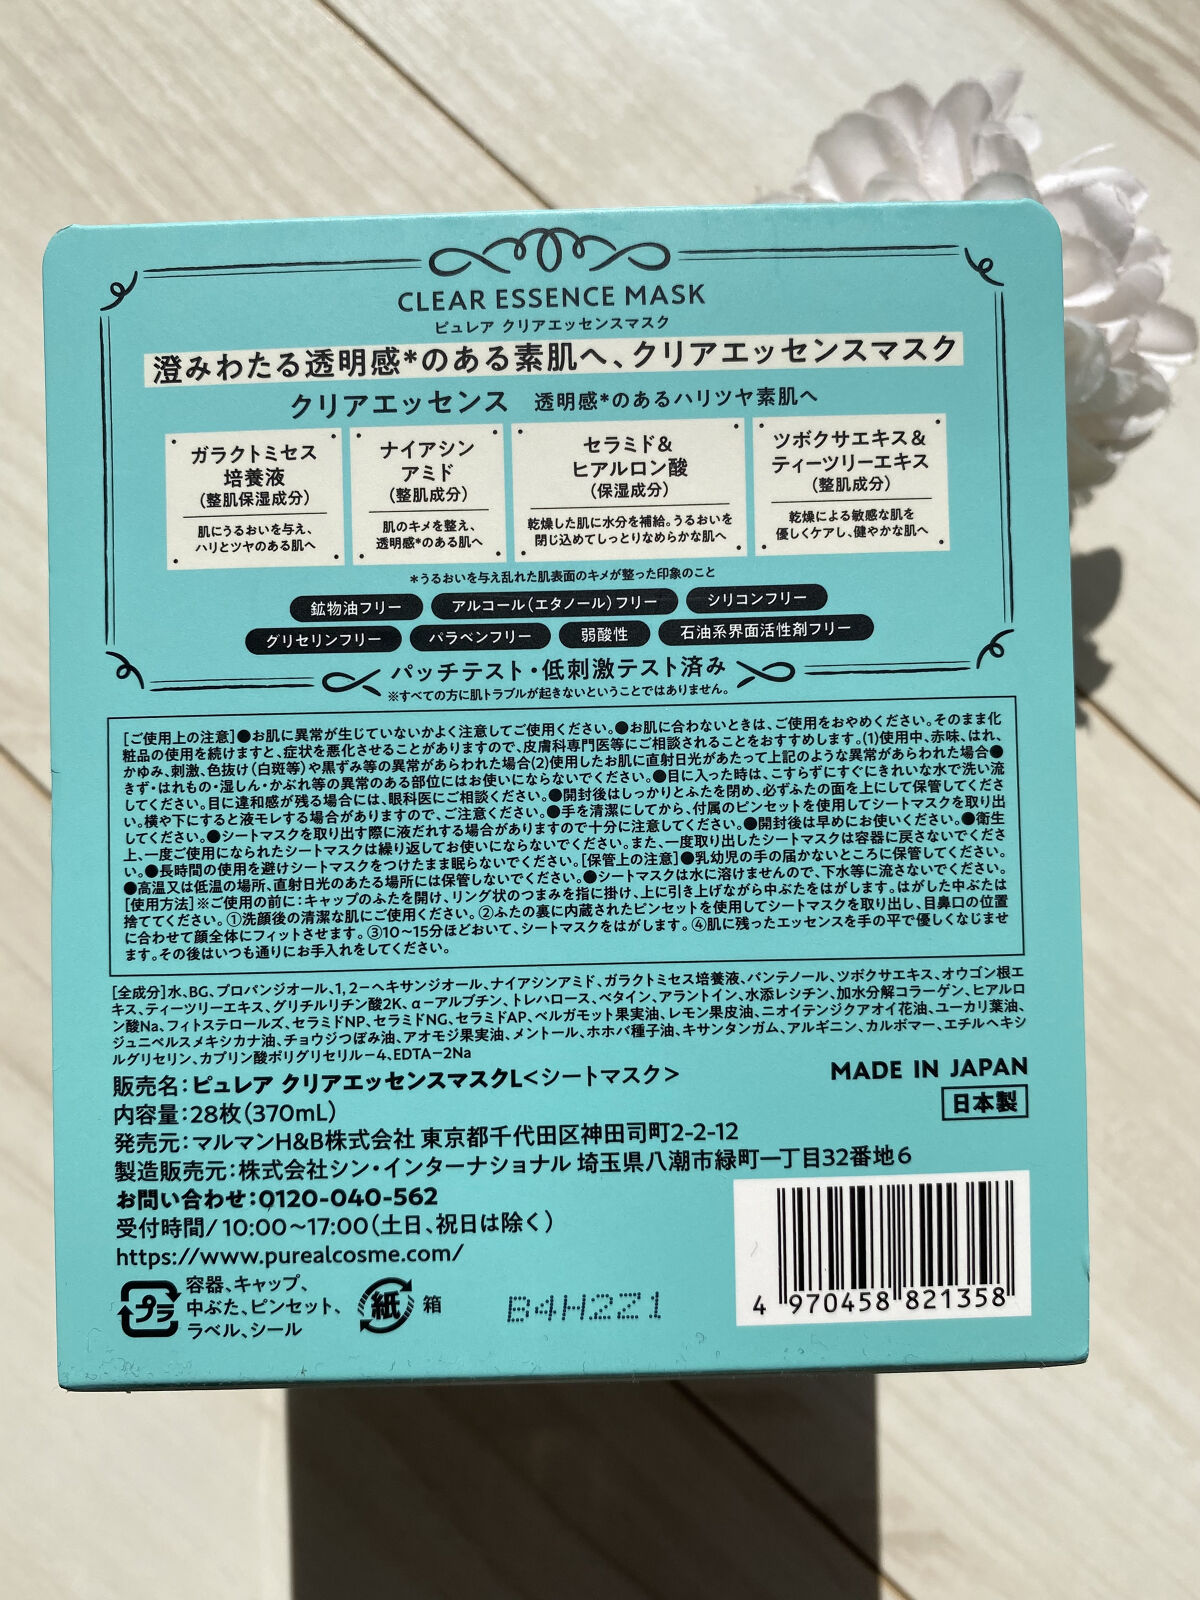 CLEAR ESSENCE MASK
ピュレア クリアエッセンスマスク
澄みわたる透明感*のある素肌へ、クリアエッセンスマスク
クリアエッセンス 透明感*のあるハリツヤ素肌へ
ガラクトミセス
培養液
(整肌保湿成分)
肌にうるおいを与え、
ハリとツヤのある肌へ
ナイアシン
アミド
(整肌成分)
肌のキメを整え、
透明感*のある肌へ
セラミド&
ヒアルロン酸
(保湿成分)
乾燥した肌に水分を補給。うるおいを
閉じ込めてしっとりなめらかな肌へ
ツボクサエキス&
ティーツリーエキス
(整肌成分)
乾燥による敏感な肌を
優しくケアし、健やかな肌へ
*うるおいを与え乱れた肌表面のキメが整った印象のこと
鉱物油フリー アルコール(エタノール)フリー シリコンフリー
グリセリンフリー パラベンフリー 弱酸性 石油系界面活性剤フリー
パッチテスト・低刺激テスト済み
※すべての方に肌トラブルが起きないということではありません。
[ご使用上の注意]●お肌に異常が生じていないかよく注意してご使用ください。●お肌に合わないときは、ご使用をおやめください。そのまま化
粧品の使用を続けますと、症状を悪化させることがありますので、皮膚科専門医等にご相談されることをおすすめします。(1)使用中、赤味、はれ、
かゆみ、刺激、色抜け(白斑等)や黒ずみ等の異常があらわれた場合(2)使用したお肌に直射日光があたって上記のような異常があらわれた場合●
きず・はれもの・湿しん・かぶれ等の異常のある部位にはお使いにならないでください。●目に入った時は、こすらずにすぐにきれいな水で洗い流
してください。目に違和感が残る場合には、眼科医にご相談ください。●開封後はしっかりとふたを閉め、必ずふたの面を上にして保管してくださ
い。横や下にすると液モレする場合がありますので、ご注意ください。●手を清潔にしてから、付属のピンセットを使用してシートマスクを取り出
してください。●シートマスクを取り出す際に液だれする場合がありますので十分に注意してください。●開封後は早めにお使いください。●衛生
上、一度ご使用になられたシートマスクは繰り返してお使いにならないでください。また、一度取り出したシートマスクは容器に戻さないでくださ
い。●長時間の使用を避けシートマスクをつけたまま眠らないでください。[保管上の注意]●乳幼児の手の届かないところに保管してください。
●高温又は低温の場所、直射日光のあたる場所には保管しないでください。●シートマスクは水に溶けませんので、下水等に流さないでください。
[使用方法]※ご使用の前に:キャップのふたを開け、リング状のつまみを指に掛け、上に引き上げながら中ぶたをはがします。はがした中ぶたは
捨ててください。①洗顔後の清潔な肌にご使用ください。②ふたの裏に内蔵されたピンセットを使用してシートマスクを取り出し、目鼻口の位置
に合わせて顔全体にフィットさせます。③10～15分ほどおいて、シートマスクをはがします。④肌に残ったエッセンスを手の平で優しくなじませ
ます。その後はいつも通りにお手入れをしてください。
[全成分]水、BG、プロパンジオール、1,2-ヘキサンジオール、ナイアシンアミド、ガラクトミセス培養液、パンテノール、ツボクサエキス、オウゴン根エ
キス、ティーツリーエキス、グリチルリチン酸2K、α-アルブチン、トレハロース、ベタイン、アラントイン、水添レシチン、加水分解コラーゲン、ヒアルロ
ン酸Na、フィトステロールズ、セラミドNP、セラミドNG、セラミドAP、ベルガモット果実油、レモン果皮油、ニオイテンジクアオイ花油、ユーカリ葉油、
ジュニペルスメキシカナ油、チョウジつぼみ油、アオモジ果実油、メントール、ホホバ種子油、キサンタンガム、アルギニン、カルボマー、エチルヘキシ
ルグリセリン、カプリン酸ポリグリセリル-4、EDTA-2Na
販売名:ピュレア クリアエッセンスマスクL<シートマスク>
MADE IN JAPAN
内容量:28枚(370mL)
日本製
発売元:マルマンH&B株式会社 東京都千代田区神田司町2-2-12
製造販売元:株式会社シン・インターナショナル 埼玉県八潮市緑町一丁目32番地6
お問い合わせ:0120-040-562
受付時間/10:00～17:00(土日、祝日は除く)
https://www.purealcosme.com/
プラ
容器、キャップ、
中ぶた、ピンセット、
ラベル、シール
紙 箱
B4H2Z1
4 970458 821358